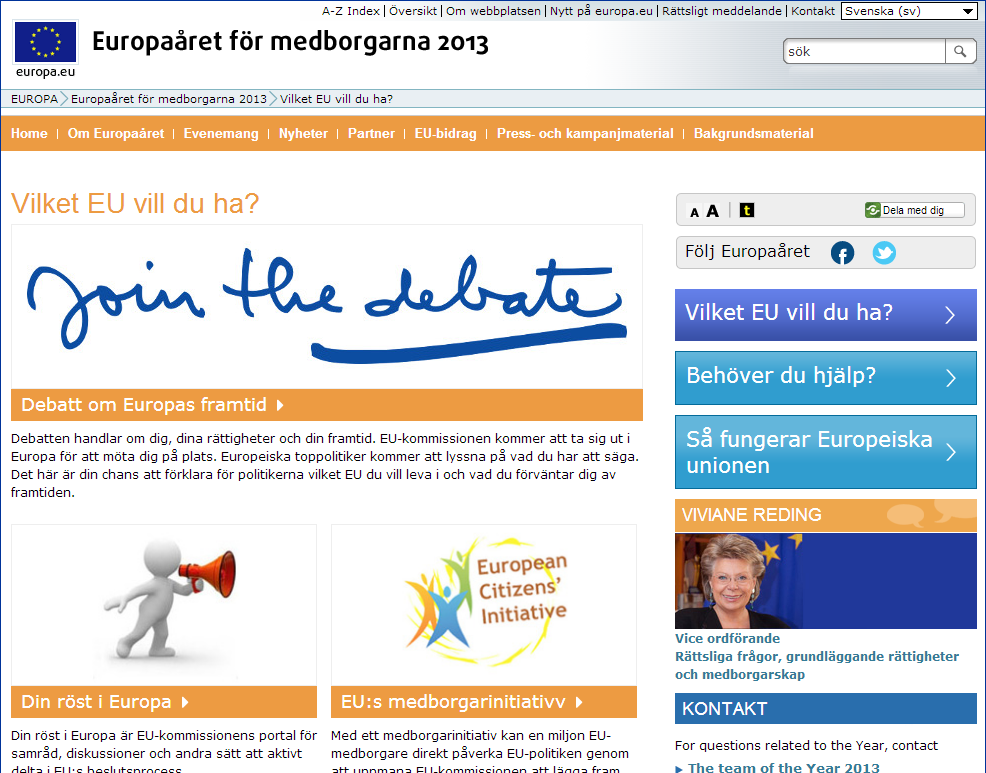 A-Z Index | Översikt | Om webbplatsen | Nytt på europa.eu | Rättsligt meddelande | Kontakt Svenska (sv)
europa.eu
Europaåret för medborgarna 2013
sök
EUROPA Europaåret för medborgarna 2013 Vilket EU vill du ha?
Home | Om Europaåret | Evenemang | Nyheter | Partner | EU-bidrag | Press- och kampanjmaterial | Bakgrundsmaterial
Vilket EU vill du ha?
Join the debate
Debatt om Europas framtid
Debatten handlar om dig, dina rättigheter och din framtid. EU-kommissionen kommer att ta sig ut i
Europa för att möta dig på plats. Europeiska toppolitiker kommer att lyssna på vad du har att säga.
Det här är din chans att förklara för politikerna vilket EU du vill leva i och vad du förväntar dig av
framtiden.
Din röst i Europa
Din röst i Europa är EU-kommissionens portal för
samråd, diskussioner och andra sätt att aktivt
delta i EU:s beslutsprocess
European
Citizens'
Initiative
EU:s medborgarinitiativv
Med ett medborgarinitiativ kan en miljon EU-
medborgare direkt påverka EU-politiken genom
att uppmana EU-kommissionen att lägga fram
A A | t Dela med dig
Följ Europaåret
Vilket EU vill du ha?
Behöver du hjälp?
Så fungerar Europeiska
unionen
VIVIANE REDING
Vice ordförande
Rättsliga frågor, grundläggande rättigheter
och medborgarskap
KONTAKT
For questions related to the Year, contact
The team of the Year 2013